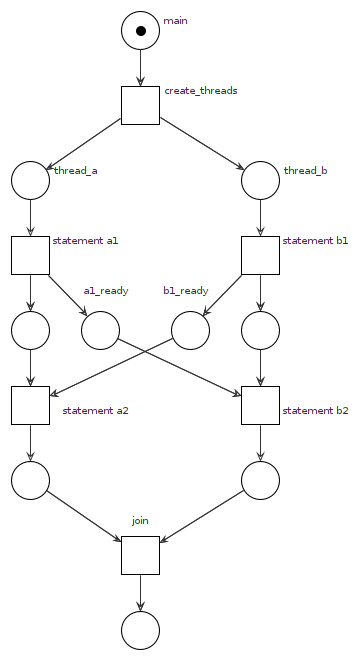 main
create_threads
thread_a
thread_b
statement a1
statement b1
a1_ready
b1_ready
statement a2
statement b2
join